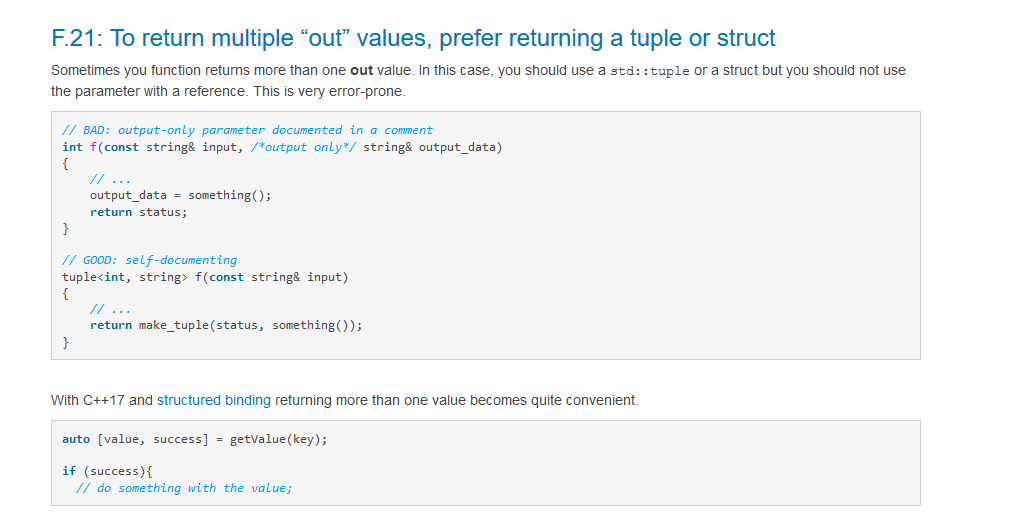 F.21: To return multiple “out” values, prefer returning a tuple or struct
Sometimes you function returns more than one out value. In this case, you should use a std::tuple or a struct but you should not use
the parameter with a reference. This is very error-prone.
// BAD: output-only parameter documented in a comment
int f(const string& input, /*output only*/ string& output_data)
{
    // ...
    output_data = something();
    return status;
}

// GOOD: self-documenting
tuple<int, string> f(const string& input)
{
    // ...
    return make_tuple(status, something());
}

With C++17 and structured binding returning more than one value becomes quite convenient.
auto [value, success] = getValue(key);

if (success){
  // do something with the value;